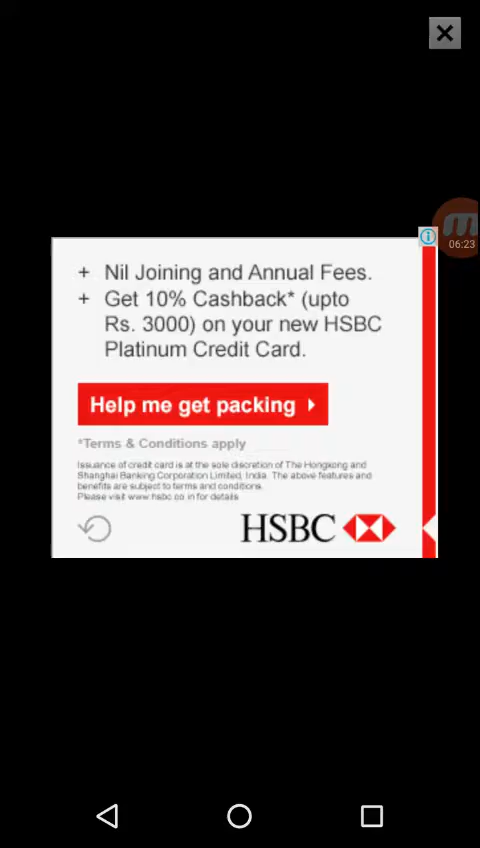 06:23
+ Nil Joining and Annual Fees.
+ Get 10% Cashback* (upto
Rs. 3000) on your new HSBC
Platinum Credit Card.
Help me get packing
*Terms & Conditions apply
Issuance of credit card is at the sole discretion of The Hongkong and
Shanghai Banking Corporation Limited, India. The above features and
benefits are subject to terms and conditions.
Please visit www.hsbc.co.in for details
HSBC